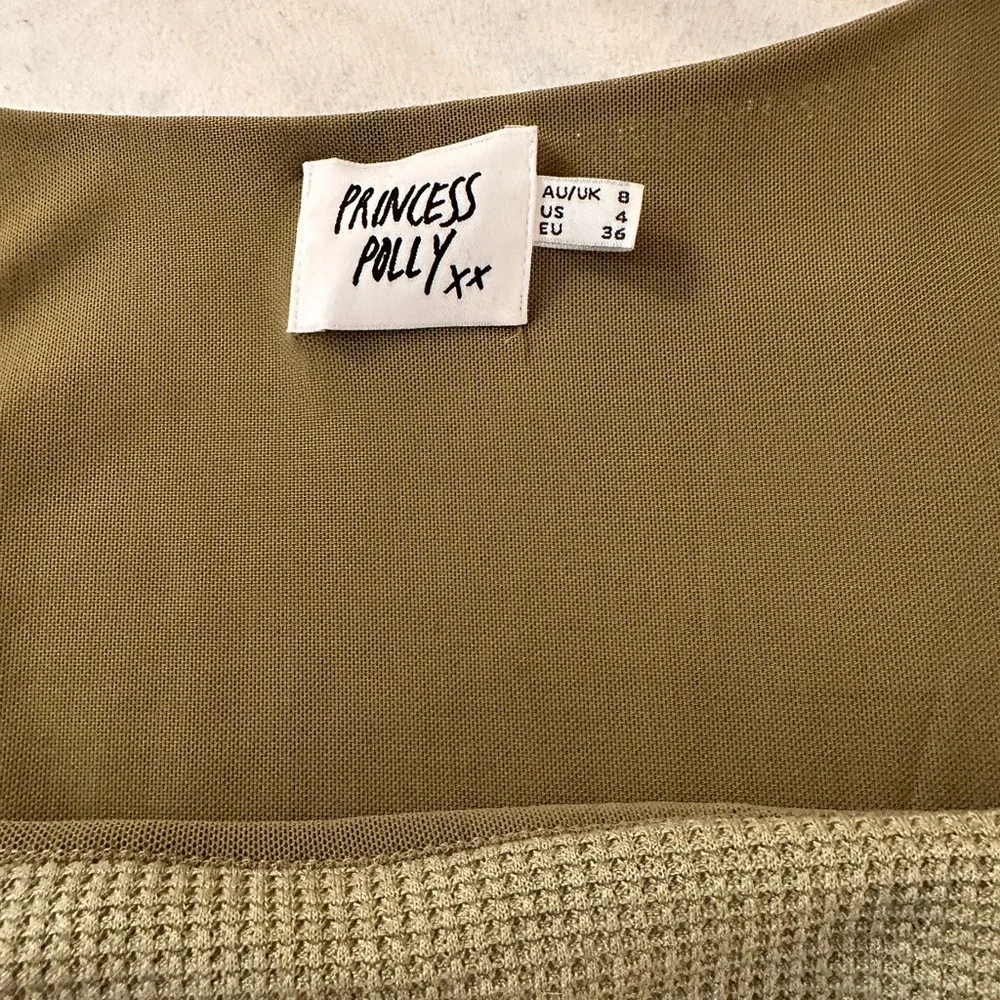 PRINCESS
POLLY xx
AU/UK 8
US 4
EU 36